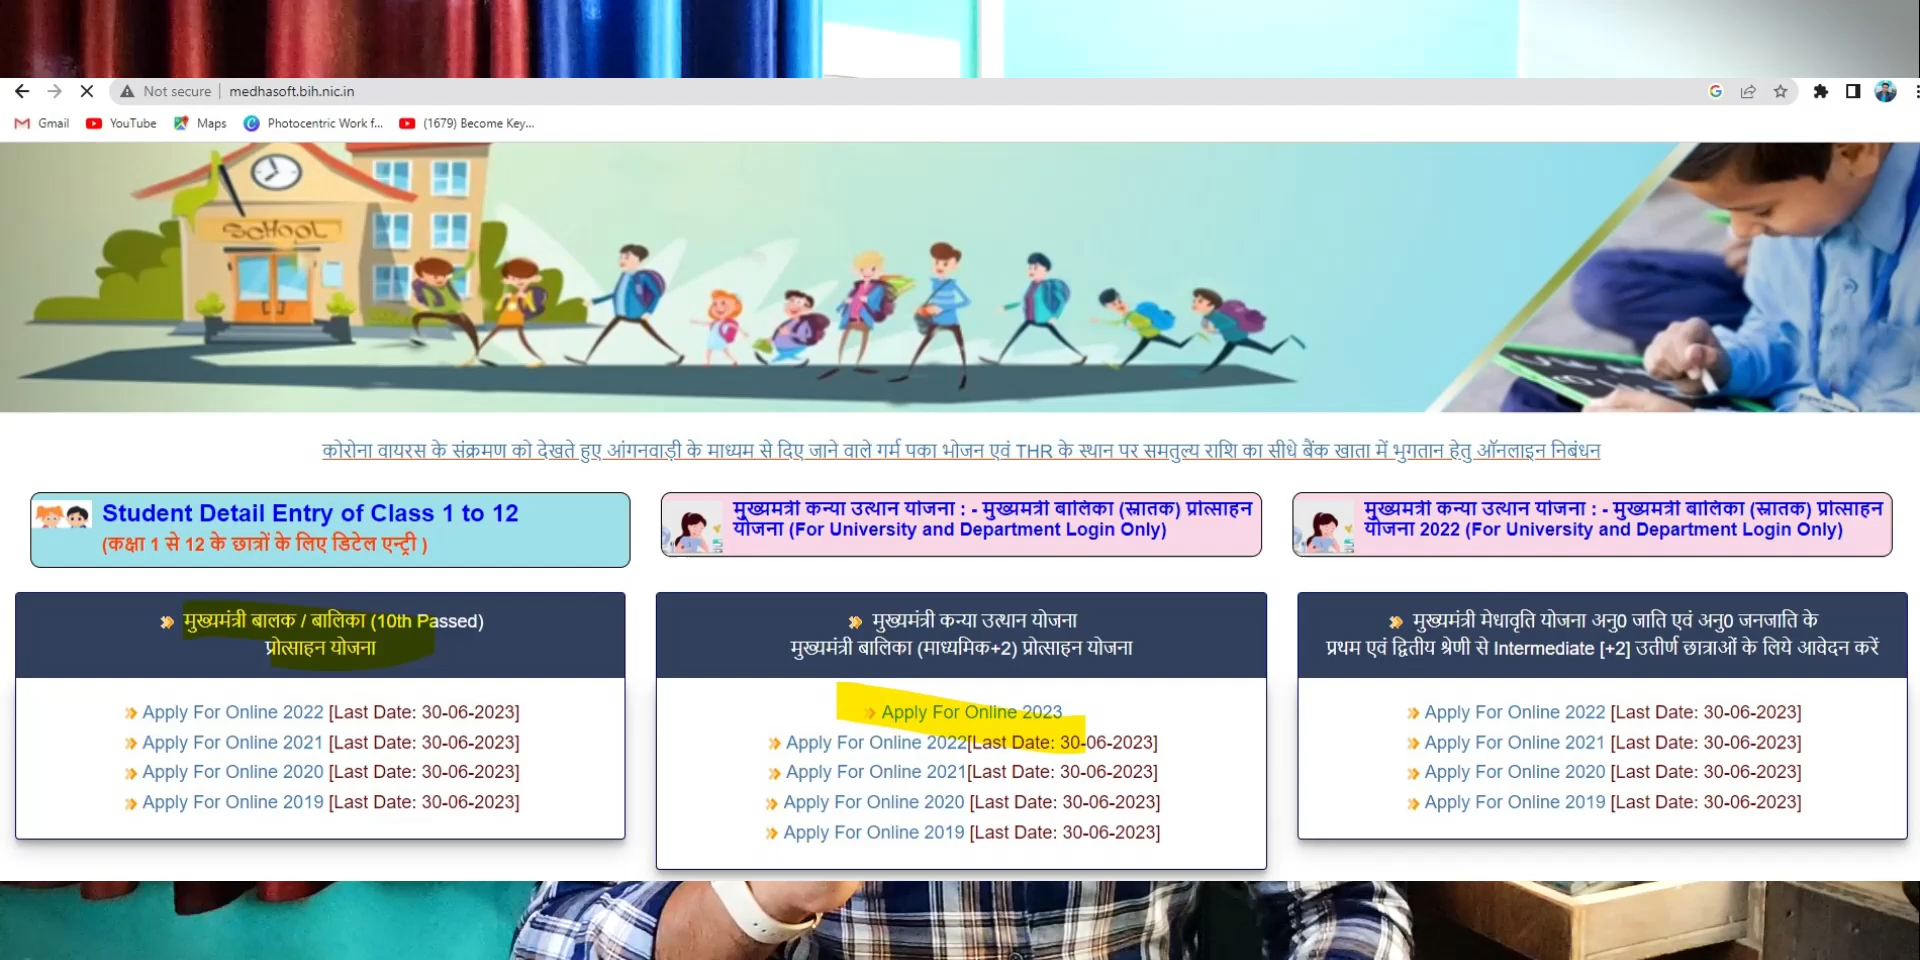 Not secure | medhasoft.bih.nic.in
Gmail YouTube Maps Photocentric Work f... (1679) Become Key...
SCHOOL
कोरोना वायरस के संक्रमण को देखते हुए आंगनवाड़ी के माध्यम से दिए जाने वाले गर्म पका भोजन एवं THR के स्थान पर समतुल्य राशि का सीधे बैंक खाता में भुगतान हेतु ऑनलाइन निबंधन
Student Detail Entry of Class 1 to 12
(कक्षा 1 से 12 के छात्रों के लिए डिटेल एन्ट्री )
मुख्यमंत्री कन्या उत्थान योजना : - मुख्यमंत्री बालिका (स्नातक) प्रोत्साहन
योजना (For University and Department Login Only)
मुख्यमंत्री कन्या उत्थान योजना : - मुख्यमंत्री बालिका (स्नातक) प्रोत्साहन
योजना 2022 (For University and Department Login Only)
मुख्यमंत्री बालक / बालिका (10th Passed)
प्रोत्साहन योजना
Apply For Online 2022 [Last Date: 30-06-2023]
Apply For Online 2021 [Last Date: 30-06-2023]
Apply For Online 2020 [Last Date: 30-06-2023]
Apply For Online 2019 [Last Date: 30-06-2023]
मुख्यमंत्री कन्या उत्थान योजना
मुख्यमंत्री बालिका (माध्यमिक+2) प्रोत्साहन योजना
Apply For Online 2023
Apply For Online 2022[Last Date: 30-06-2023]
Apply For Online 2021[Last Date: 30-06-2023]
Apply For Online 2020 [Last Date: 30-06-2023]
Apply For Online 2019 [Last Date: 30-06-2023]
मुख्यमंत्री मेधावृति योजना अनु0 जाति एवं अनु0 जनजाति के
प्रथम एवं द्वितीय श्रेणी से Intermediate [+2] उतीर्ण छात्राओं के लिये आवेदन करें
Apply For Online 2022 [Last Date: 30-06-2023]
Apply For Online 2021 [Last Date: 30-06-2023]
Apply For Online 2020 [Last Date: 30-06-2023]
Apply For Online 2019 [Last Date: 30-06-2023]